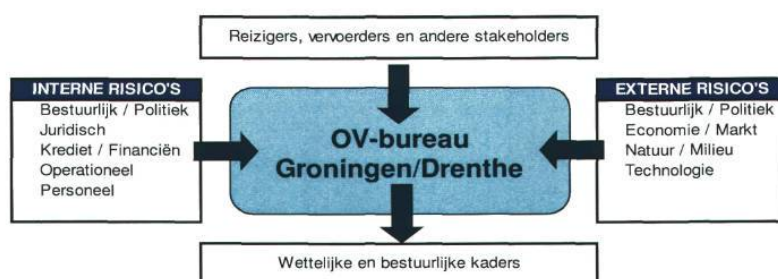 Reizigers, vervoerders en andere stakeholders
INTERNE RISICO'S
Bestuurlijk / Politiek
Juridisch
Krediet / Financiën
Operationeel
Personeel
OV-bureau
Groningen/Drenthe
EXTERNE RISICO'S
Bestuurlijk / Politiek
Economie / Markt
Natuur / Milieu
Technologie
Wettelijke en bestuurlijke kaders